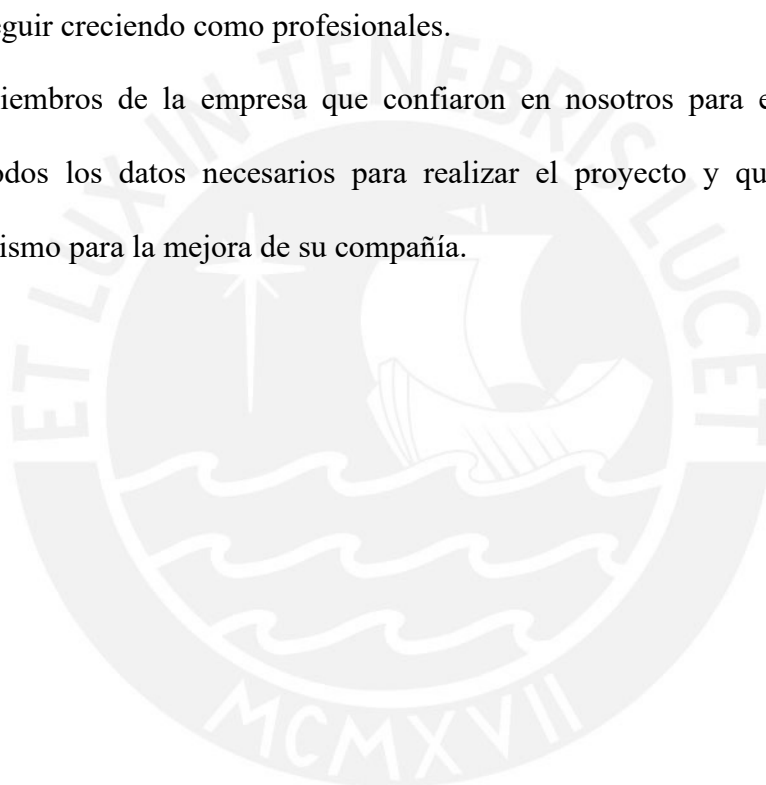 eguir creciendo como profesionales.
iembros de la empresa que confiaron en nosotros para e
odos los datos necesarios para realizar el proyecto y qu
ismo para la mejora de su compañía.
ET LUX IN TENEBRIS LUCET
MCMXVII